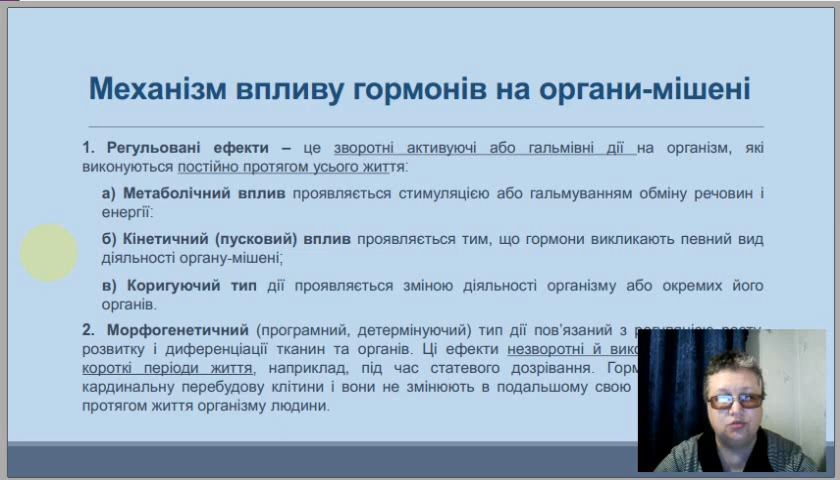 Механізм впливу гормонів на органи-мішені
1. Регульовані ефекти – це зворотні активуючі або гальмівні дії на організм, які
виконуються постійно протягом усього життя:
а) Метаболічний вплив проявляється стимуляцією або гальмуванням обміну речовин і
енергії:
б) Кінетичний (пусковий) вплив проявляється тим, що гормони викликають певний вид
діяльності органу-мішені;
в) Коригуючий тип дії проявляється зміною діяльності організму або окремих його
органів.
2. Морфогенетичний (програмний, детермінуючий) тип дії пов’язаний з регуляцією росту,
розвитку і диференціації тканин та органів. Ці ефекти незворотні й
короткі періоди життя, наприклад, під час статевого дозрівання.
кардинальну перебудову клітини і вони не змінюють в подальшому свою
протягом життя організму людини.